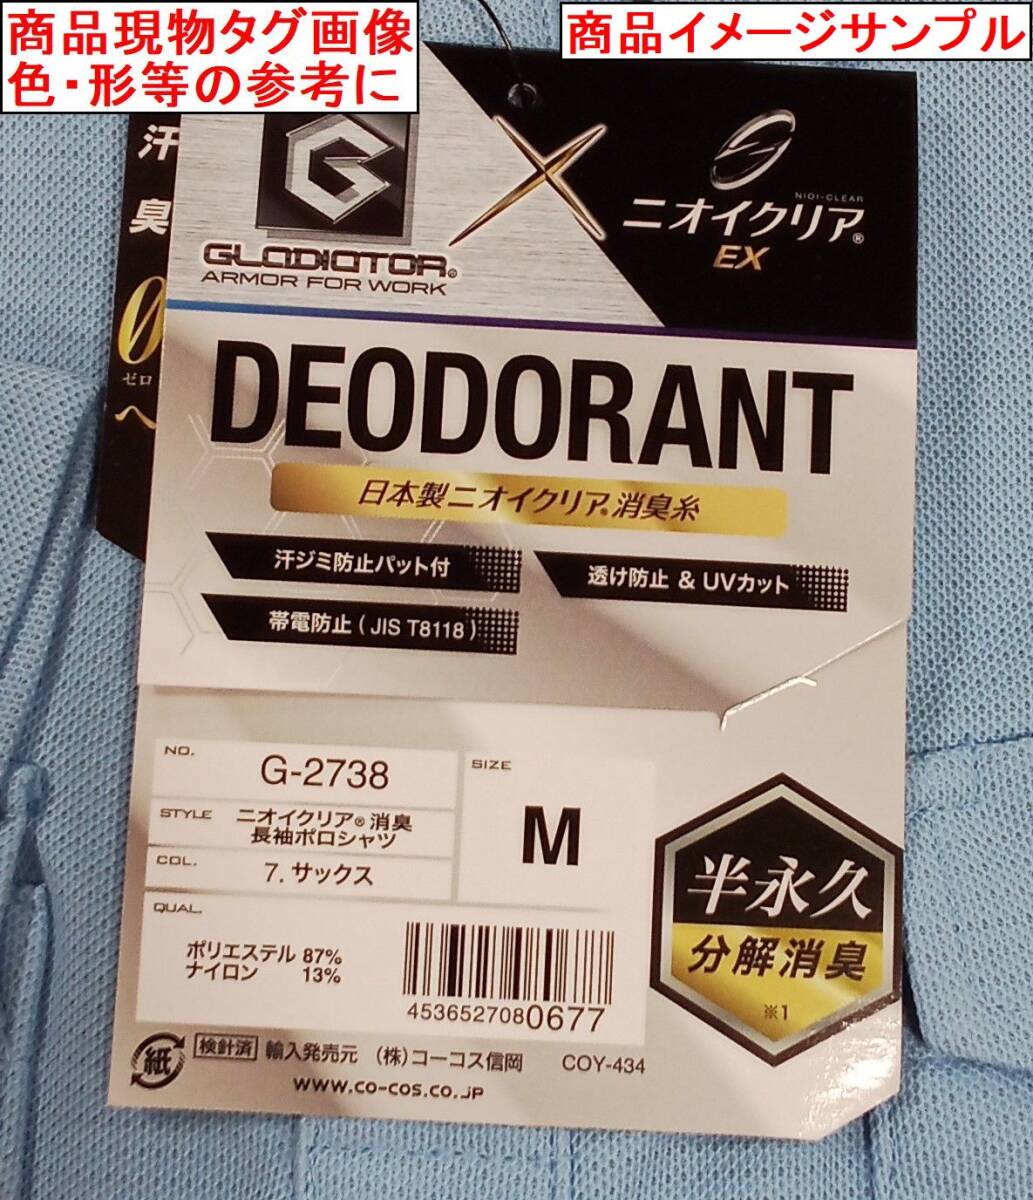 商品現物タグ画像
色・形等の参考に
商品イメージサンプル
汗
臭
0
ゼロ
へ
G
GLADIATOR®
ARMOR FOR WORK
NIOI-CLEAR
ニオイクリア®
EX
DEODORANT
日本製ニオイクリア®消臭糸
汗ジミ防止パット付
透け防止 & UVカット
帯電防止(JIS T8118)
NO.
G-2738
SIZE
M
STYLE
ニオイクリア®消臭
長袖ポロシャツ
COL.
7. サックス
QUAL.
ポリエステル 87%
ナイロン 13%
4536527080677
半永久
分解消臭
※1
紙
検針済 輸入発売元 (株)コーコス信岡 COY-434
www.co-cos.co.jp